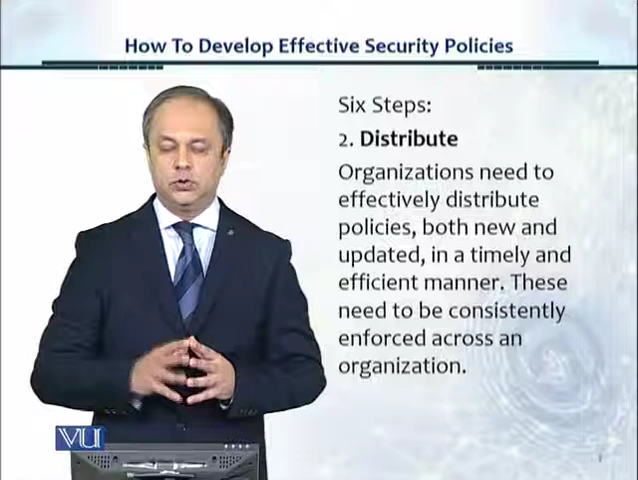 How To Develop Effective Security Policies
Six Steps:
2. Distribute
Organizations need to
effectively distribute
policies, both new and
updated, in a timely and
efficient manner. These
need to be consistently
enforced across an
organization.
VU